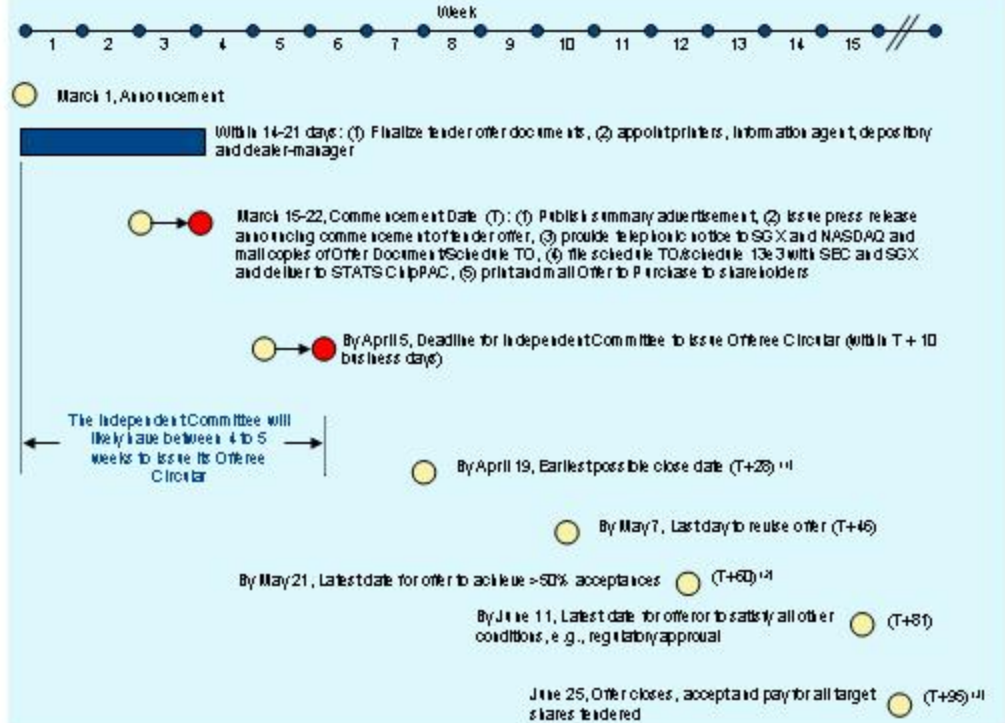 Week
1 2 3 4 5 6 7 8 9 10 11 12 13 14 15
March 1, Announcement
Within 14-21 days: (1) Finalize tender offer documents, (2) appoint printers, information agent, depository
and dealer-manager
March 15-22, Commencement Date (T): (1) Publish summary advertisement, (2) issue press release
announcing commencement of tender offer, (3) provide telephonic notice to SGX and NASDAQ and
mail copies of Offer Document/Schedule TO, (4) file schedule TO/schedule 13e3 with SEC and SGX
and deliver to STATS ChipPAC, (5) print and mail Offer to Purchase to shareholders
By April 5, Deadline for Independent Committee to issue Offeree Circular (within T + 10
business days)
The Independent Committee will
likely have between 4 to 5
weeks to issue its Offeree
Circular
By April 19, Earliest possible close date (T+28)
By May 7, Last day to revise offer (T+46)
By May 21, Latest date for offer to achieve >50% acceptances (T+60)
By June 11, Latest date for offeror to satisfy all other
conditions, e.g., regulatory approval (T+81)
June 25, Offer closes, accept and pay for all target
shares tendered (T+95)